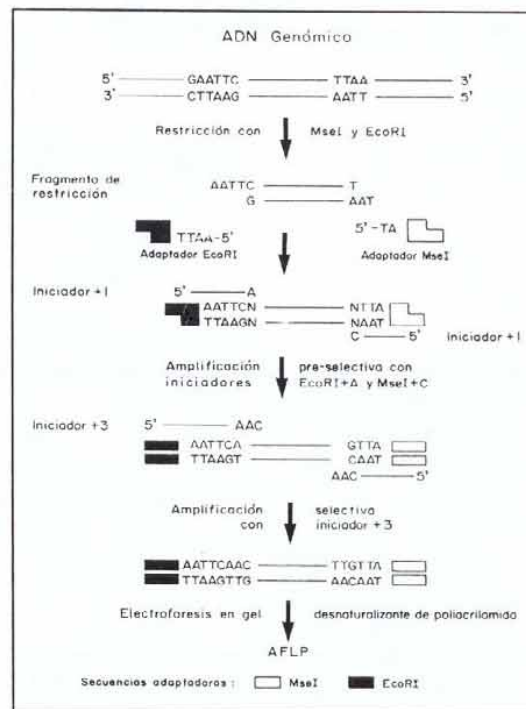 ADN Genómico
5' GAATTC TTAA 3'
3' CTTAAG AATT 5'
Restricción con MseI y EcoRI
Fragmento de restricción
AATTC T
G AAT
TTAA-5' 5'-TA
Adaptador EcoRI Adaptador MseI
Iniciador +1 5' A
AATTCN NTTA
TTAAGN NAAT
C 5' Iniciador +1
Amplificación pre-selectiva con
iniciadores EcoRI+A y MseI+C
Iniciador +3 5' AAC
AATTCA GTTA
TTAAGT CAAT
AAC 5'
Amplificación selectiva
con iniciador +3
AATTCAAC TTGTTA
TTAAGTTG AACAAT
Electroforesis en gel desnaturalizante de poliacrilamida
AFLP
Secuencias adaptadoras : MseI EcoRI